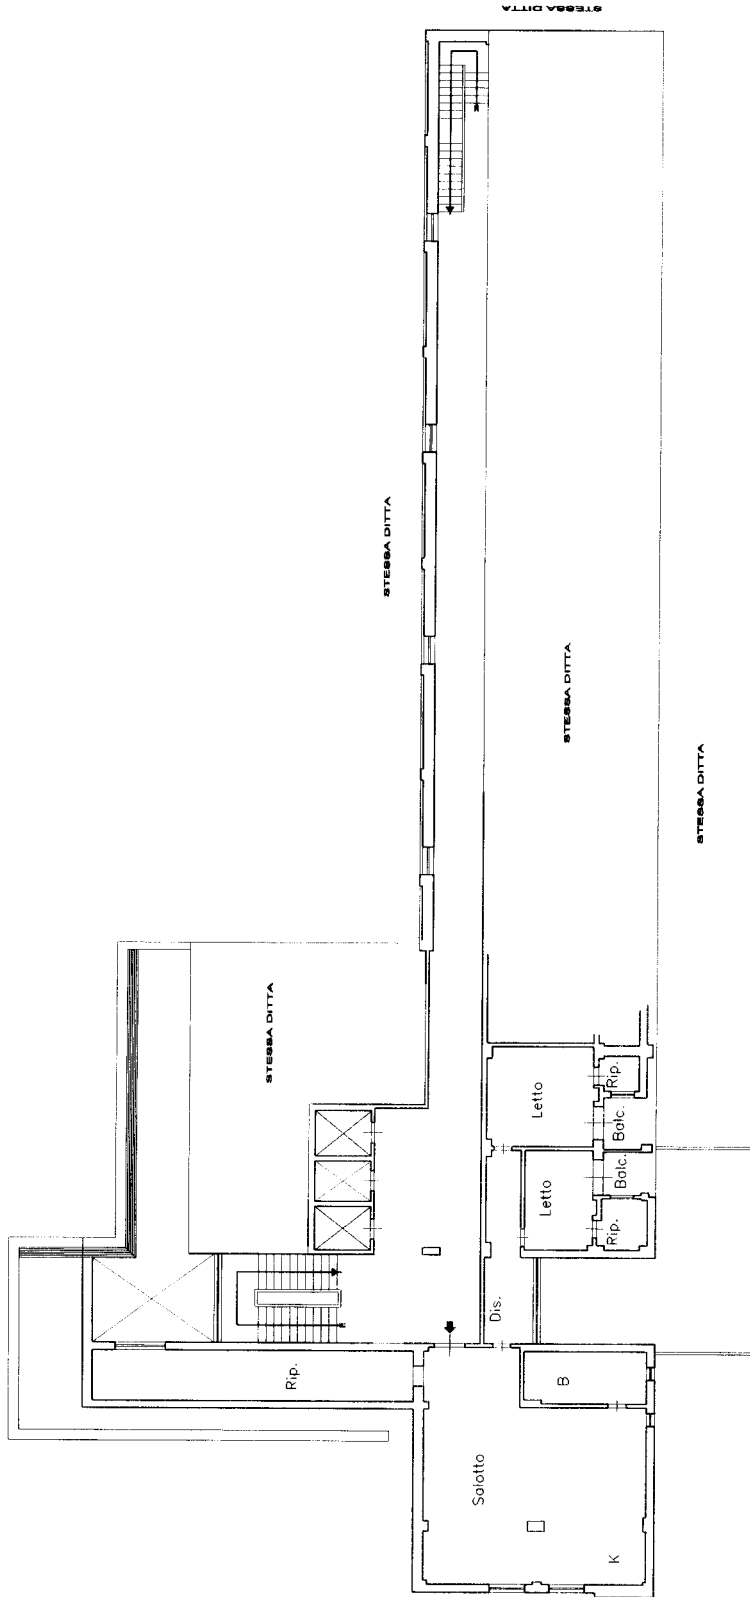 STESSA DITTA
STESSA DITTA
STESSA DITTA
STESSA DITTA
STESSA DITTA
Letto
Rip.
Balc.
Letto
Balc.
Rip.
Dis.
Rip.
B
Salotto
K